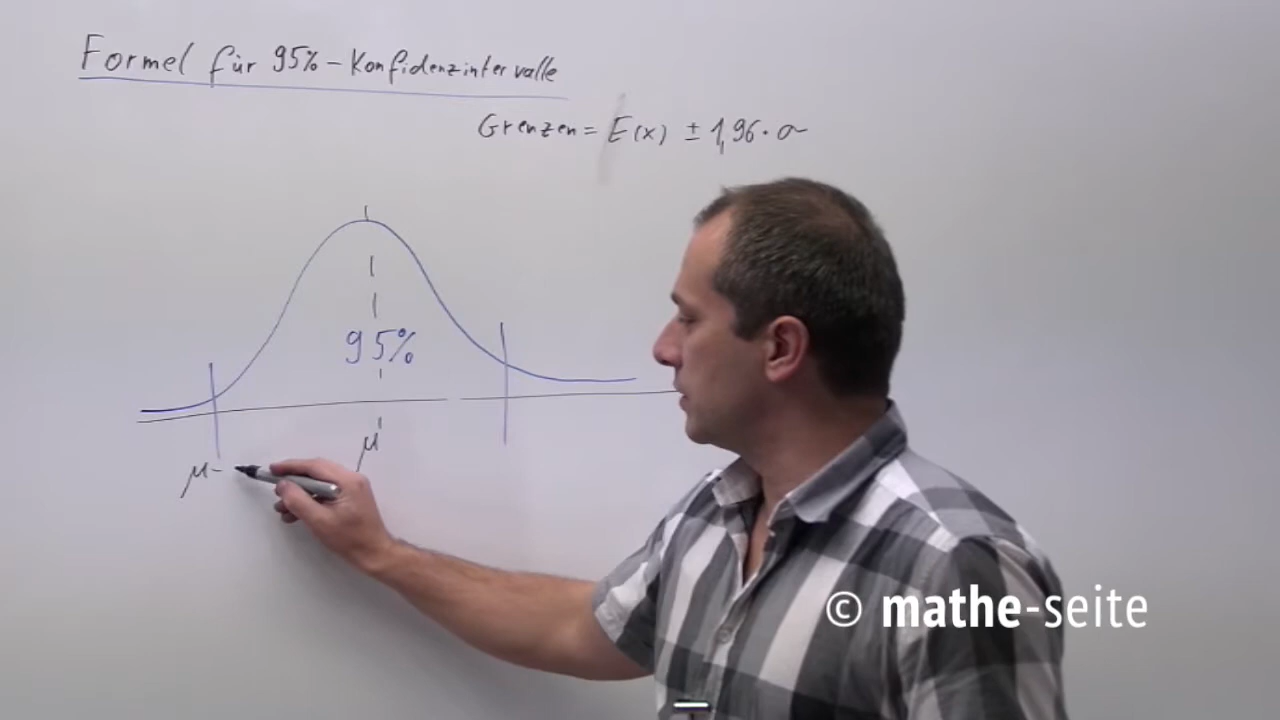 Formel für 95%-Konfidenzintervalle
Grenzen = E(x) ± 1,96·σ
95%
μ
μ-
© mathe-seite